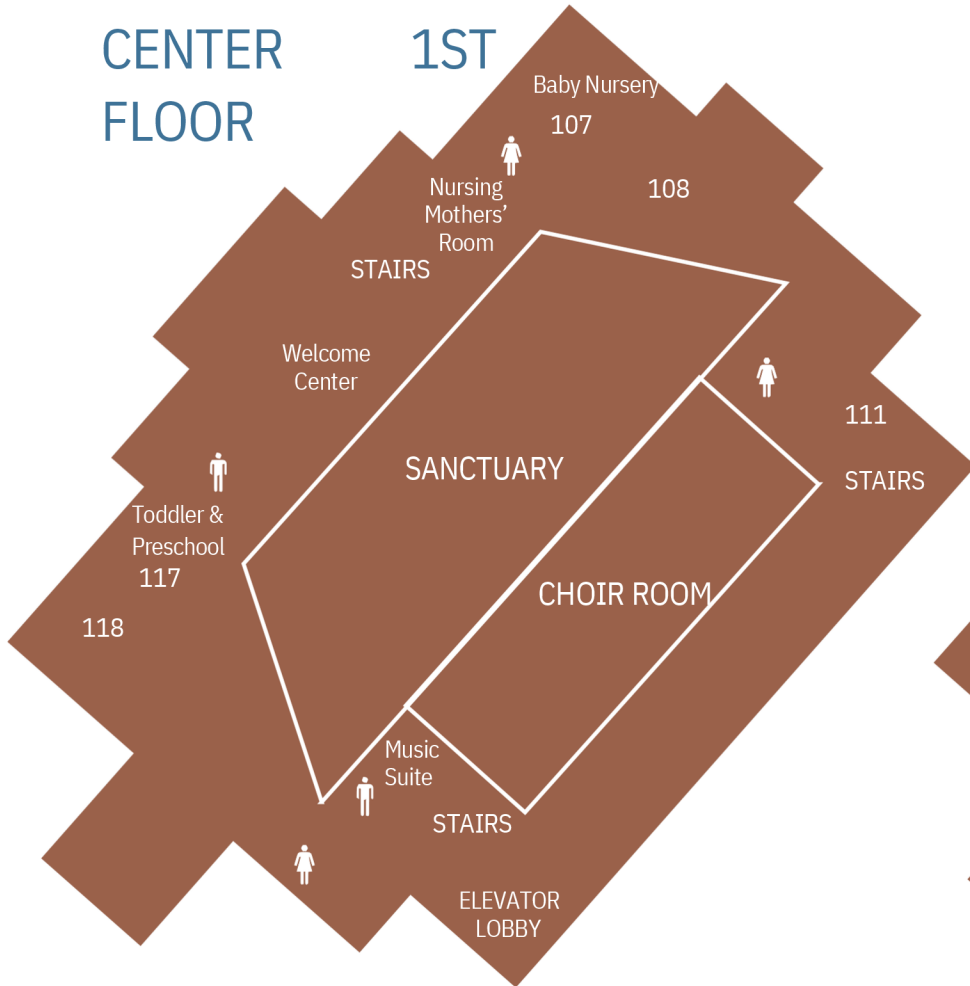 CENTER 1ST
FLOOR
Baby Nursery
107
108
Nursing
Mothers’
Room
STAIRS
Welcome
Center
111
SANCTUARY
STAIRS
Toddler &
Preschool
117
CHOIR ROOM
118
Music
Suite
STAIRS
ELEVATOR
LOBBY